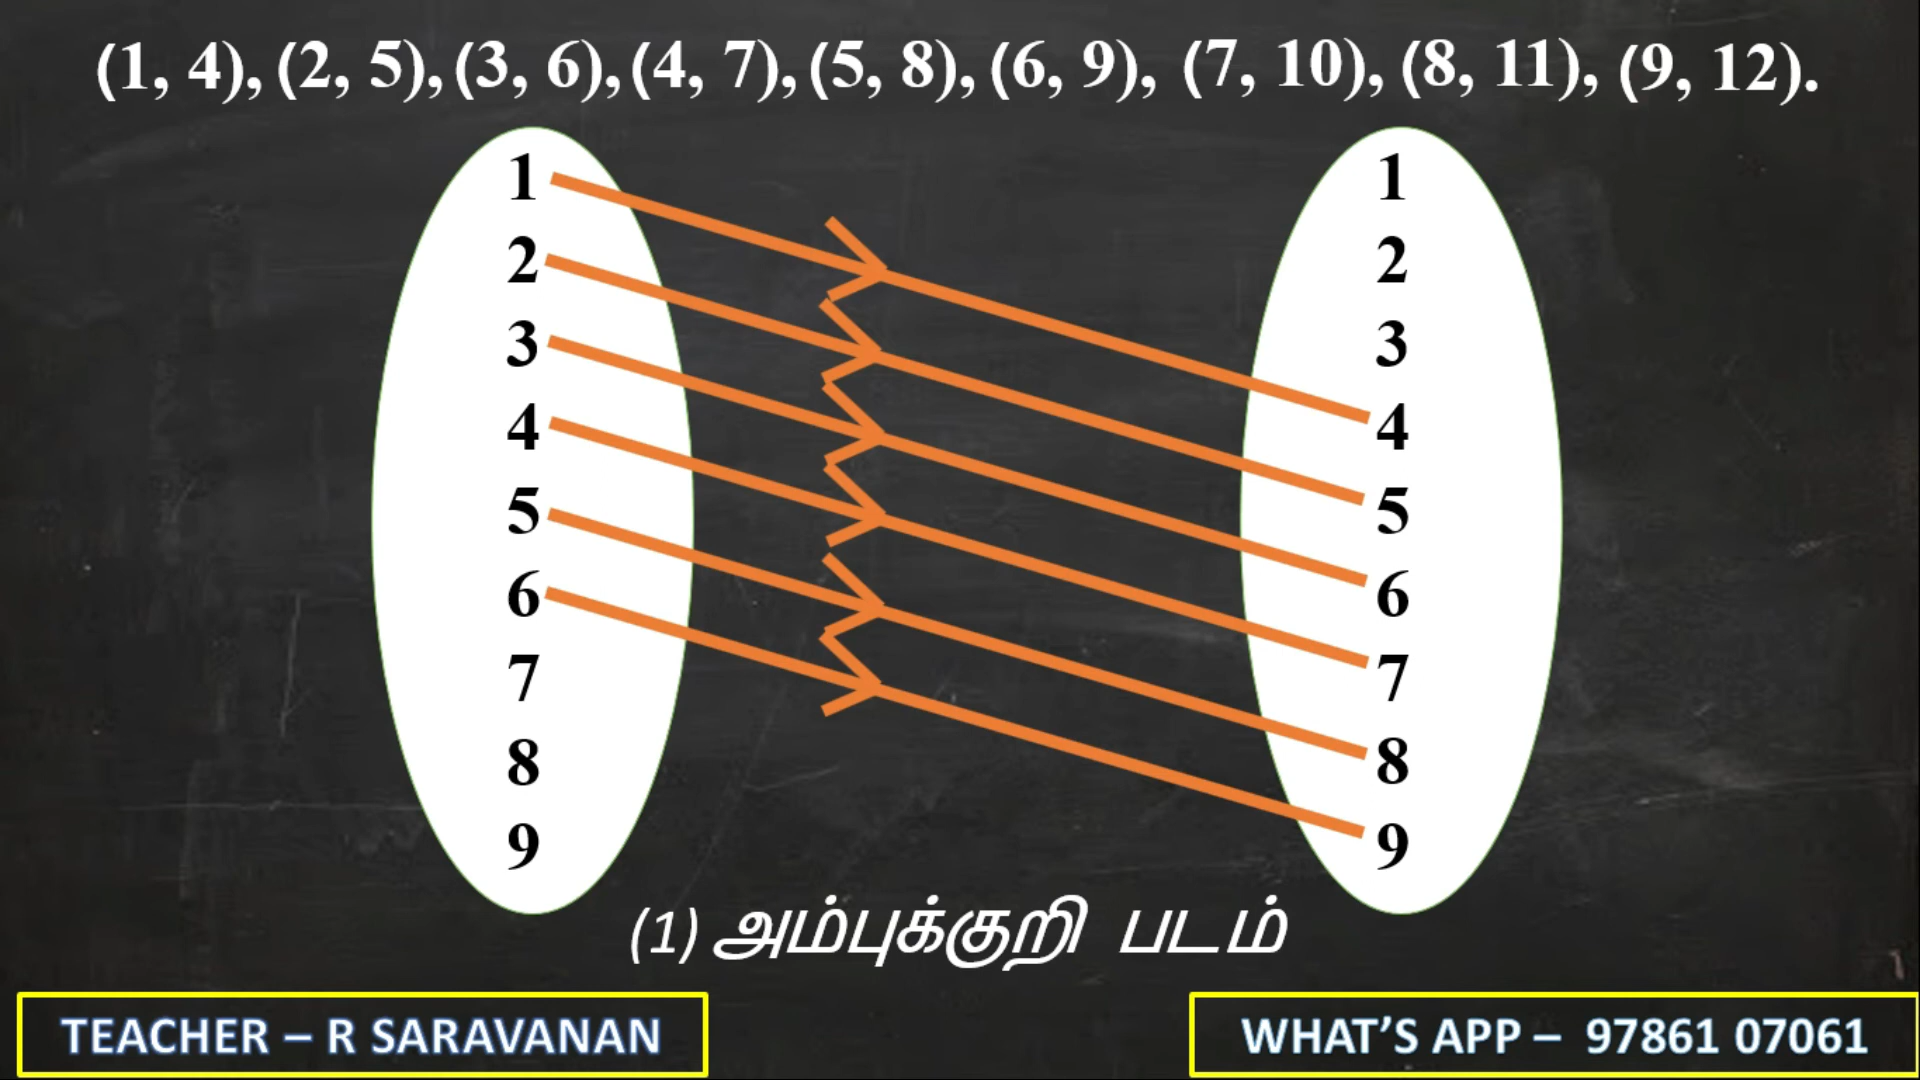 (1, 4), (2, 5), (3, 6), (4, 7), (5, 8), (6, 9), (7, 10), (8, 11), (9, 12).
1 1
2 2
3 3
4 4
5 5
6 6
7 7
8 8
9 9
(1) அம்புக்குறி படம்
TEACHER – R SARAVANAN
WHAT’S APP – 97861 07061